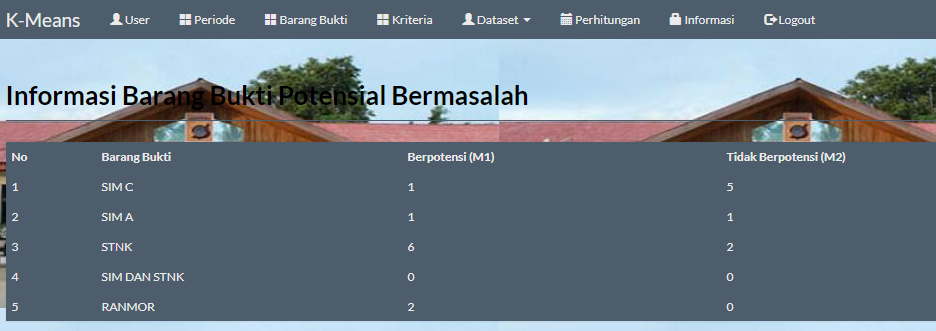 K-Means User Periode Barang Bukti Kriteria Dataset Perhitungan Informasi Logout
Informasi Barang Bukti Potensial Bermasalah
No Barang Bukti Berpotensi (M1) Tidak Berpotensi (M2)
1 SIM C 1 5
2 SIM A 1 1
3 STNK 6 2
4 SIM DAN STNK 0 0
5 RANMOR 2 0